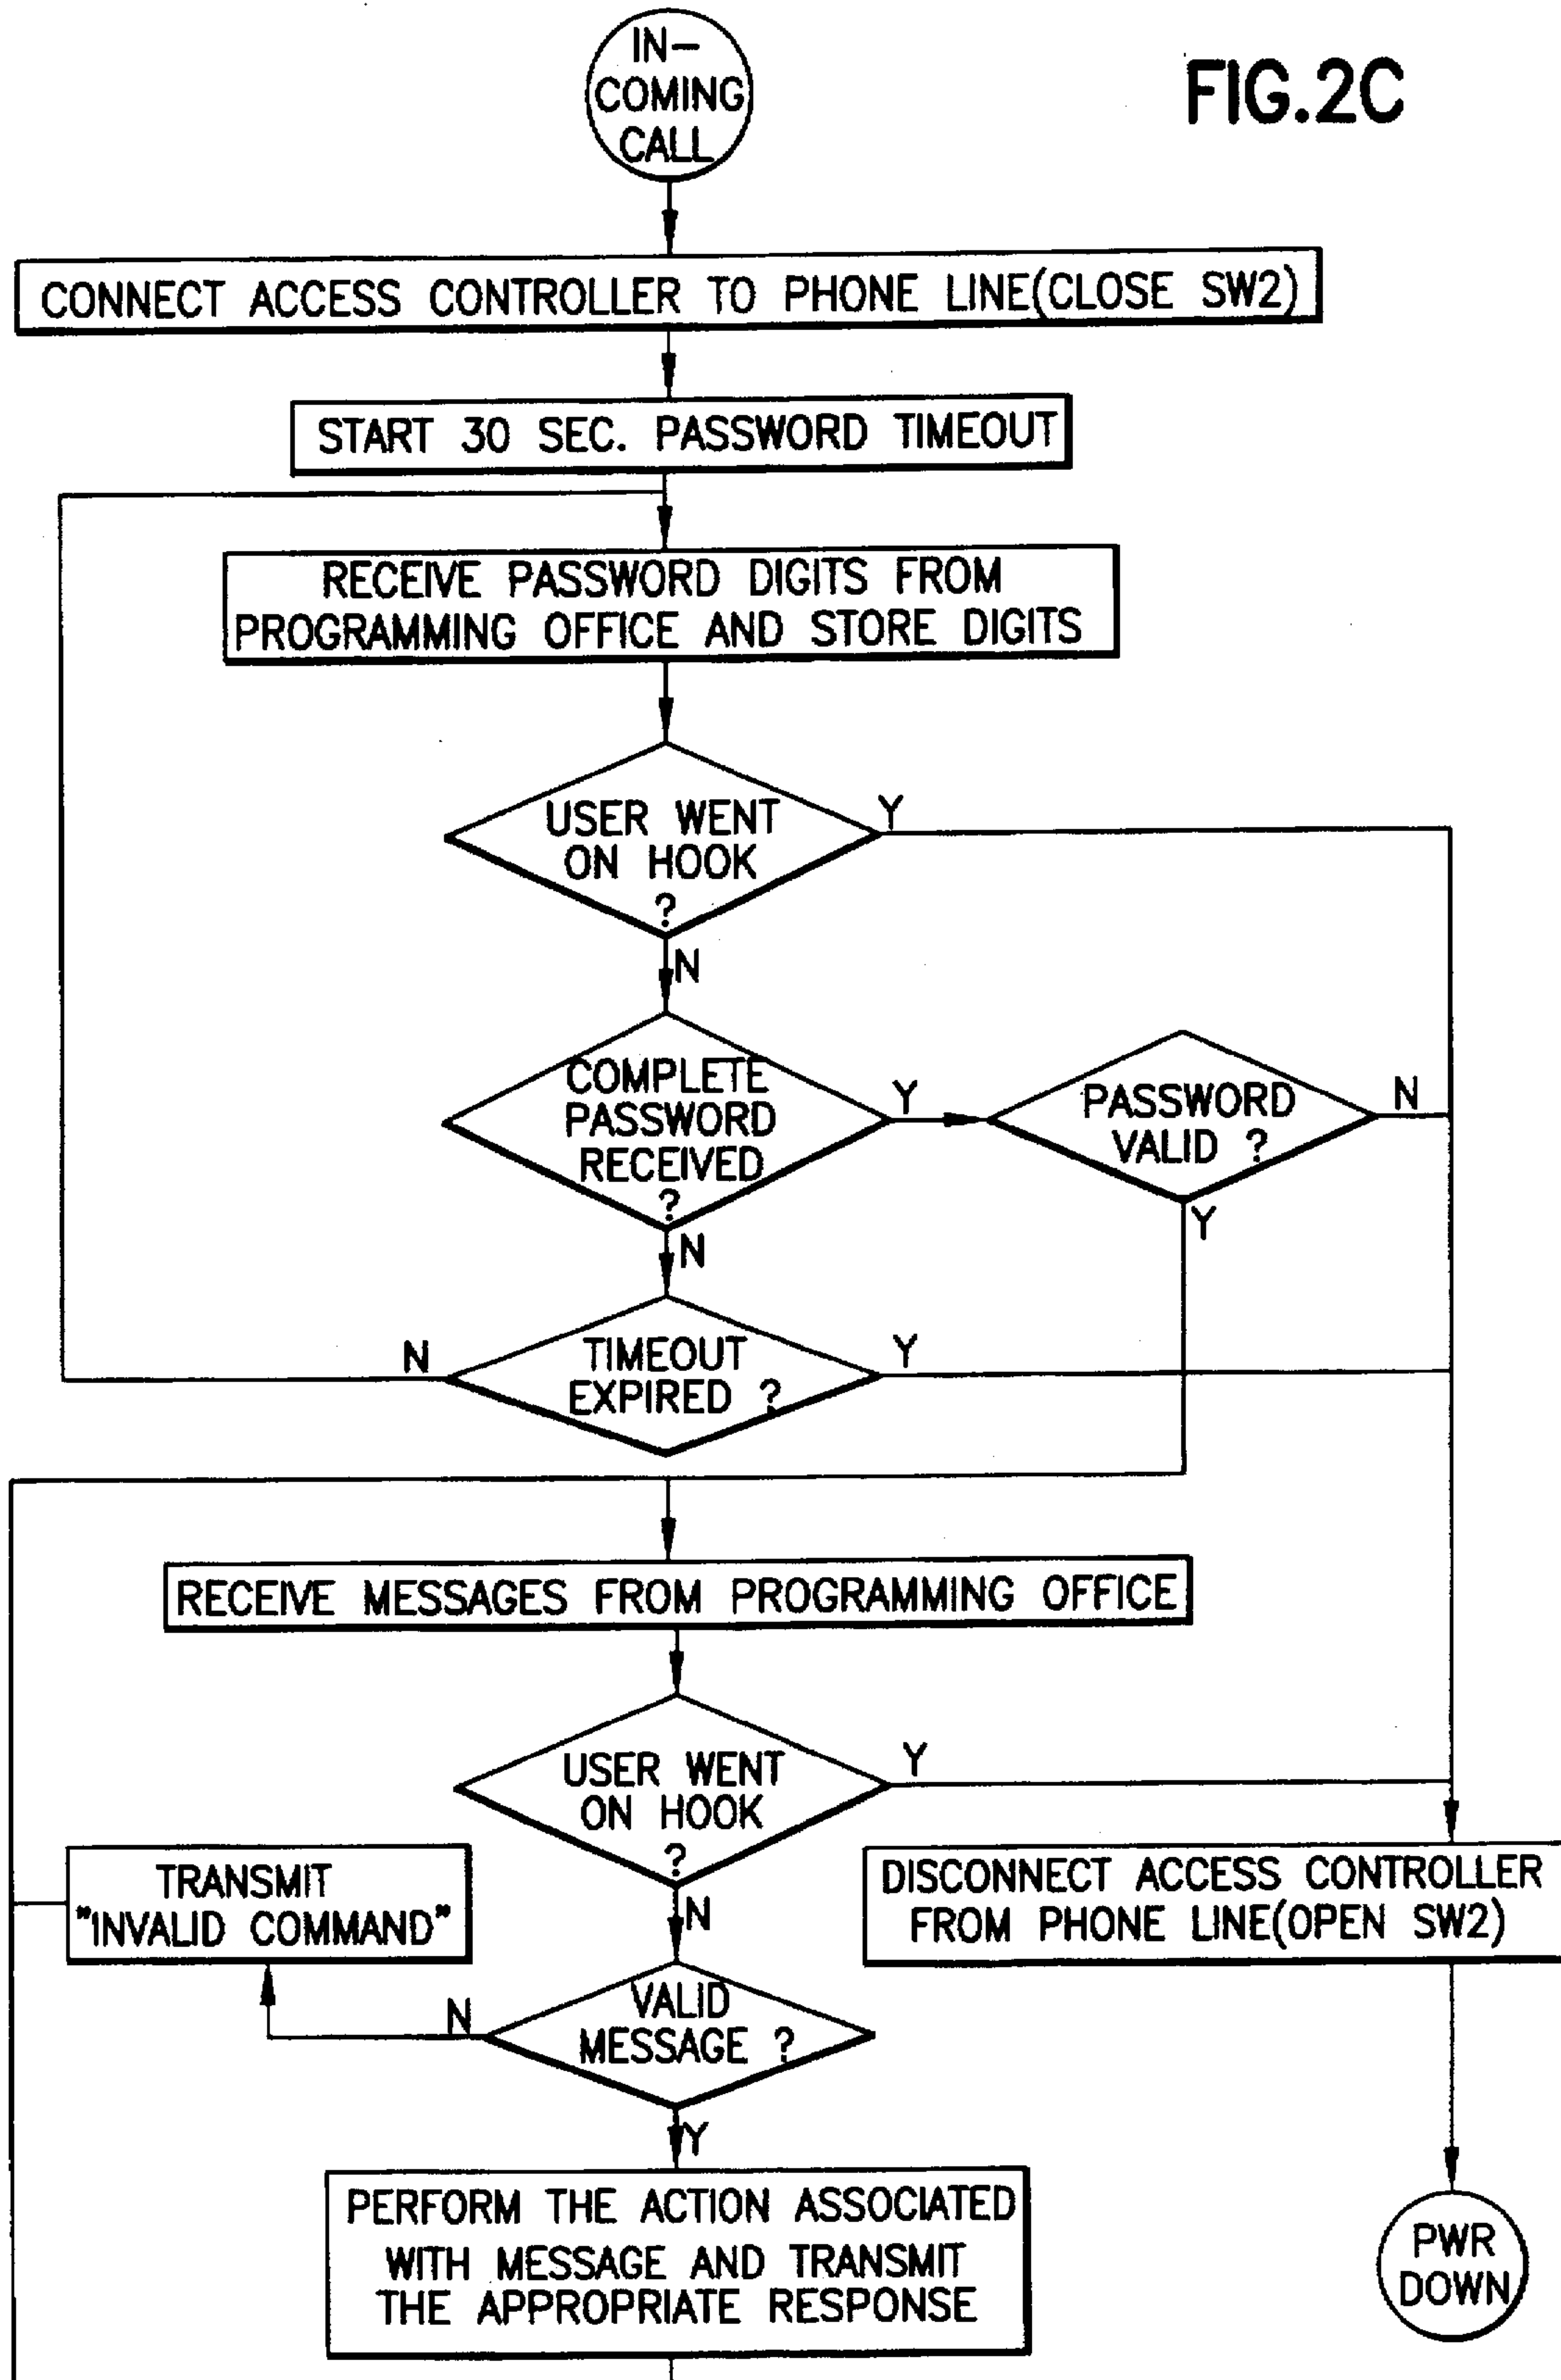 IN-
COMING
CALL
FIG.2C
CONNECT ACCESS CONTROLLER TO PHONE LINE(CLOSE SW2)
START 30 SEC. PASSWORD TIMEOUT
RECEIVE PASSWORD DIGITS FROM
PROGRAMMING OFFICE AND STORE DIGITS
USER WENT
ON HOOK
?
Y
N
COMPLETE
PASSWORD
RECEIVED
?
Y
N
PASSWORD
VALID ?
N
Y
TIMEOUT
EXPIRED ?
N
Y
RECEIVE MESSAGES FROM PROGRAMMING OFFICE
USER WENT
ON HOOK
?
Y
N
TRANSMIT
"INVALID COMMAND"
DISCONNECT ACCESS CONTROLLER
FROM PHONE LINE(OPEN SW2)
VALID
MESSAGE ?
N
Y
PERFORM THE ACTION ASSOCIATED
WITH MESSAGE AND TRANSMIT
THE APPROPRIATE RESPONSE
PWR
DOWN